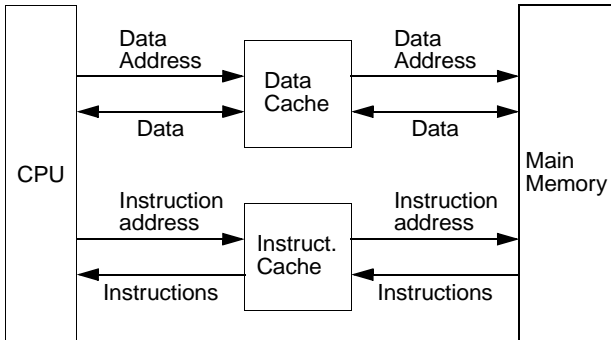 Data
Address
Data
Address
Data
Cache
Data
Data
CPU
Main
Memory
Instruction
address
Instruction
address
Instruct.
Cache
Instructions
Instructions